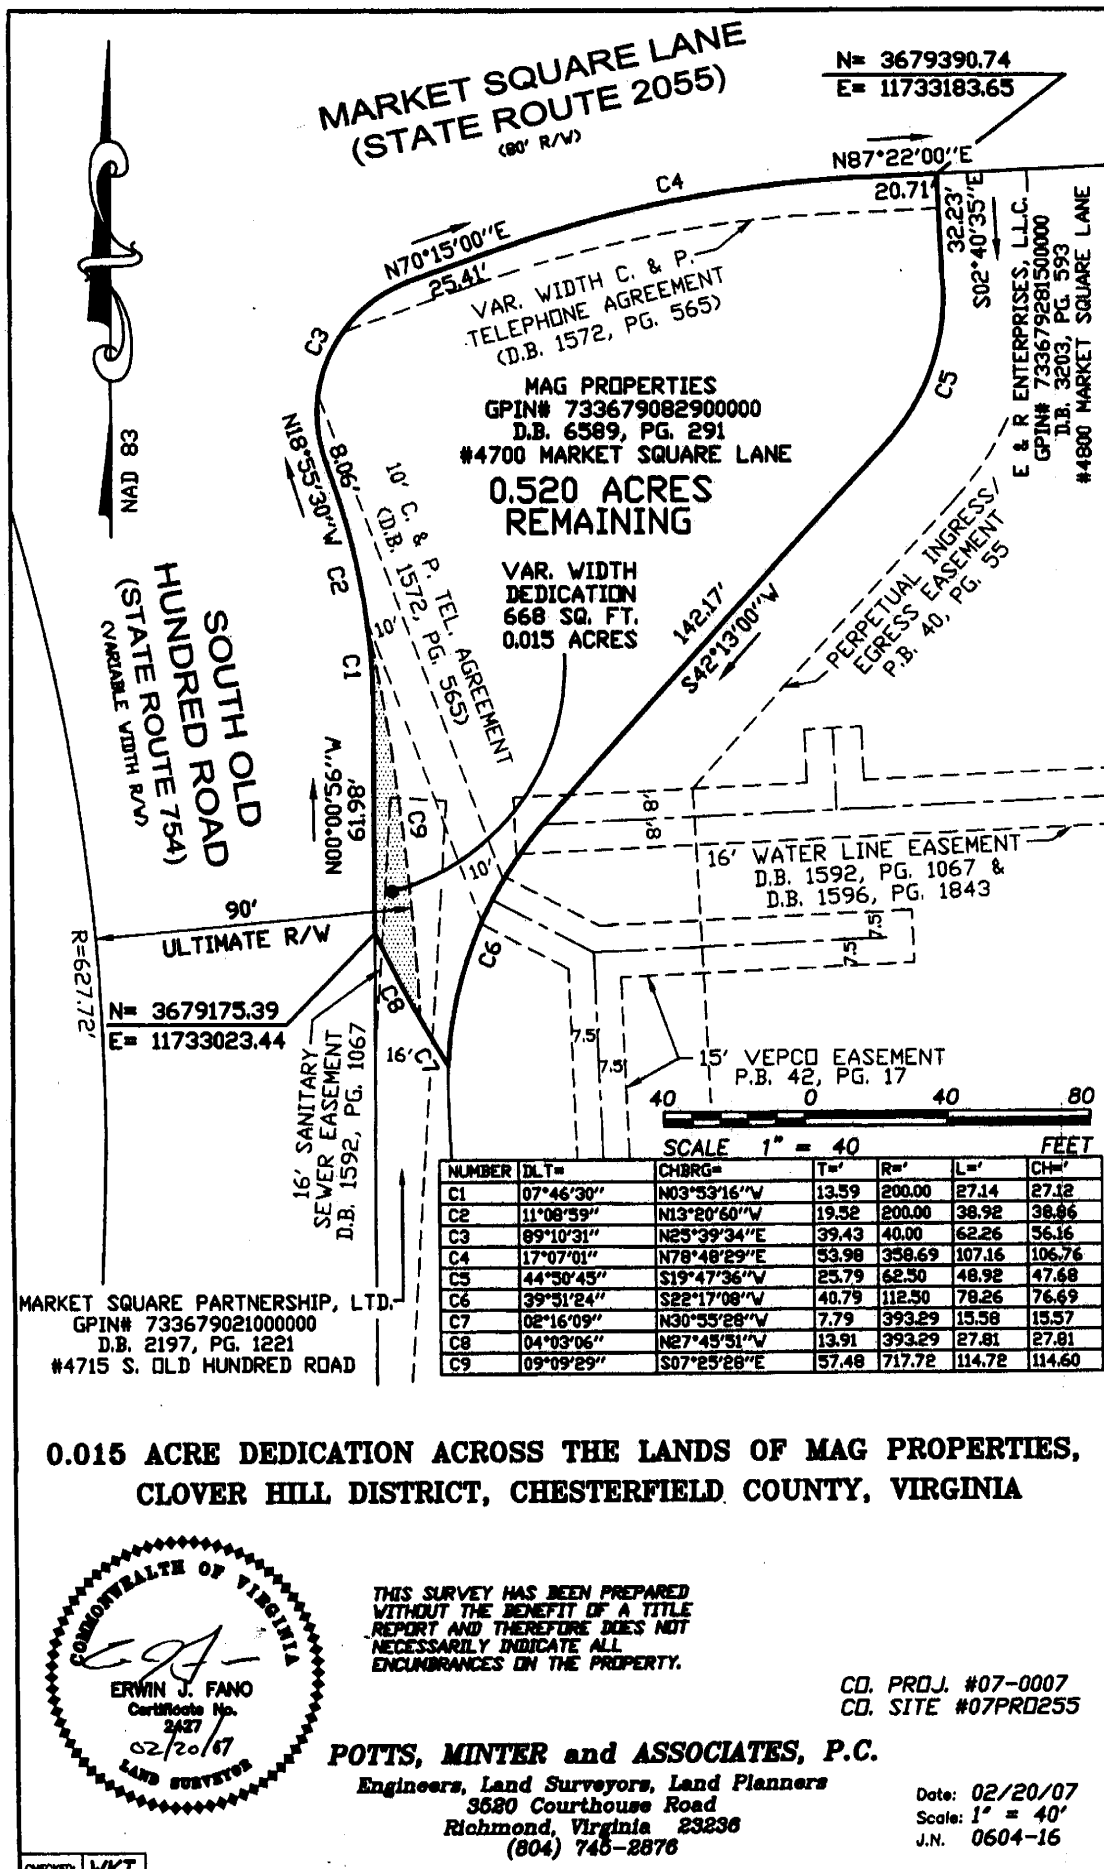 MARKET SQUARE LANE
(STATE ROUTE 2055)
(80' R/W)
N= 3679390.74
E= 11733183.65
N87°22'00"E
20.71'
C4
N70°15'00"E
25.41'
C3
VAR. WIDTH C. & P.
TELEPHONE AGREEMENT
(D.B. 1572, PG. 565)
32.23'
S02°40'35"E
E & R ENTERPRISES, L.L.C.
GPIN# 733679281500000
D.B. 3203, PG. 593
#4800 MARKET SQUARE LANE
C5
MAG PROPERTIES
GPIN# 733679082900000
D.B. 6589, PG. 291
#4700 MARKET SQUARE LANE
0.520 ACRES
REMAINING
NAD 83
N18°55'30"W
8.06'
C2
10' C. & P. TEL. AGREEMENT
(D.B. 1572, PG. 565)
VAR. WIDTH
DEDICATION
668 SQ. FT.
0.015 ACRES
142.17'
S42°13'00"W
PERPETUAL INGRESS/
EGRESS EASEMENT
P.B. 40, PG. 55
SOUTH OLD
HUNDRED ROAD
(STATE ROUTE 754)
(VARIABLE WIDTH R/W)
10'
C1
N00°00'56"W
61.98'
C9
8'
8'
16' WATER LINE EASEMENT
D.B. 1592, PG. 1067 &
D.B. 1596, PG. 1843
10'
90'
ULTIMATE R/W
R=627.72'
C6
7.5
7.5
N= 3679175.39
E= 11733023.44
C8
16'
C7
7.5
7.5
15' VEPCO EASEMENT
P.B. 42, PG. 17
16' SANITARY
SEWER EASEMENT
D.B. 1592, PG. 1067
40 0 40 80
SCALE 1" = 40 FEET
NUMBER DLT= CHBRG= T=' R=' L=' CH='
C1 07°46'30" N03°53'16"W 13.59 200.00 27.14 27.12
C2 11°08'59" N13°20'60"W 19.52 200.00 38.92 38.86
C3 89°10'31" N25°39'34"E 39.43 40.00 62.26 56.16
C4 17°07'01" N78°48'29"E 53.98 358.69 107.16 106.76
C5 44°50'45" S19°47'36"W 25.79 62.50 48.92 47.68
C6 39°51'24" S22°17'08"W 40.79 112.50 78.26 76.69
C7 02°16'09" N30°55'28"W 7.79 393.29 15.58 15.57
C8 04°03'06" N27°45'51"W 13.91 393.29 27.81 27.81
C9 09°09'29" S07°25'28"E 57.48 717.72 114.72 114.60
MARKET SQUARE PARTNERSHIP, LTD.
GPIN# 733679021000000
D.B. 2197, PG. 1221
#4715 S. OLD HUNDRED ROAD
0.015 ACRE DEDICATION ACROSS THE LANDS OF MAG PROPERTIES,
CLOVER HILL DISTRICT, CHESTERFIELD COUNTY, VIRGINIA
COMMONWEALTH OF VIRGINIA
ERWIN J. FANO
Certificate No.
2427
02/20/07
LAND SURVEYOR
THIS SURVEY HAS BEEN PREPARED
WITHOUT THE BENEFIT OF A TITLE
REPORT AND THEREFORE DOES NOT
NECESSARILY INDICATE ALL
ENCUMBRANCES ON THE PROPERTY.
CO. PROJ. #07-0007
CO. SITE #07PR0255
POTTS, MINTER and ASSOCIATES, P.C.
Engineers, Land Surveyors, Land Planners
3520 Courthouse Road
Richmond, Virginia 23236
(804) 745-2876
Date: 02/20/07
Scale: 1" = 40'
J.N. 0604-16
CHECKED: WKT